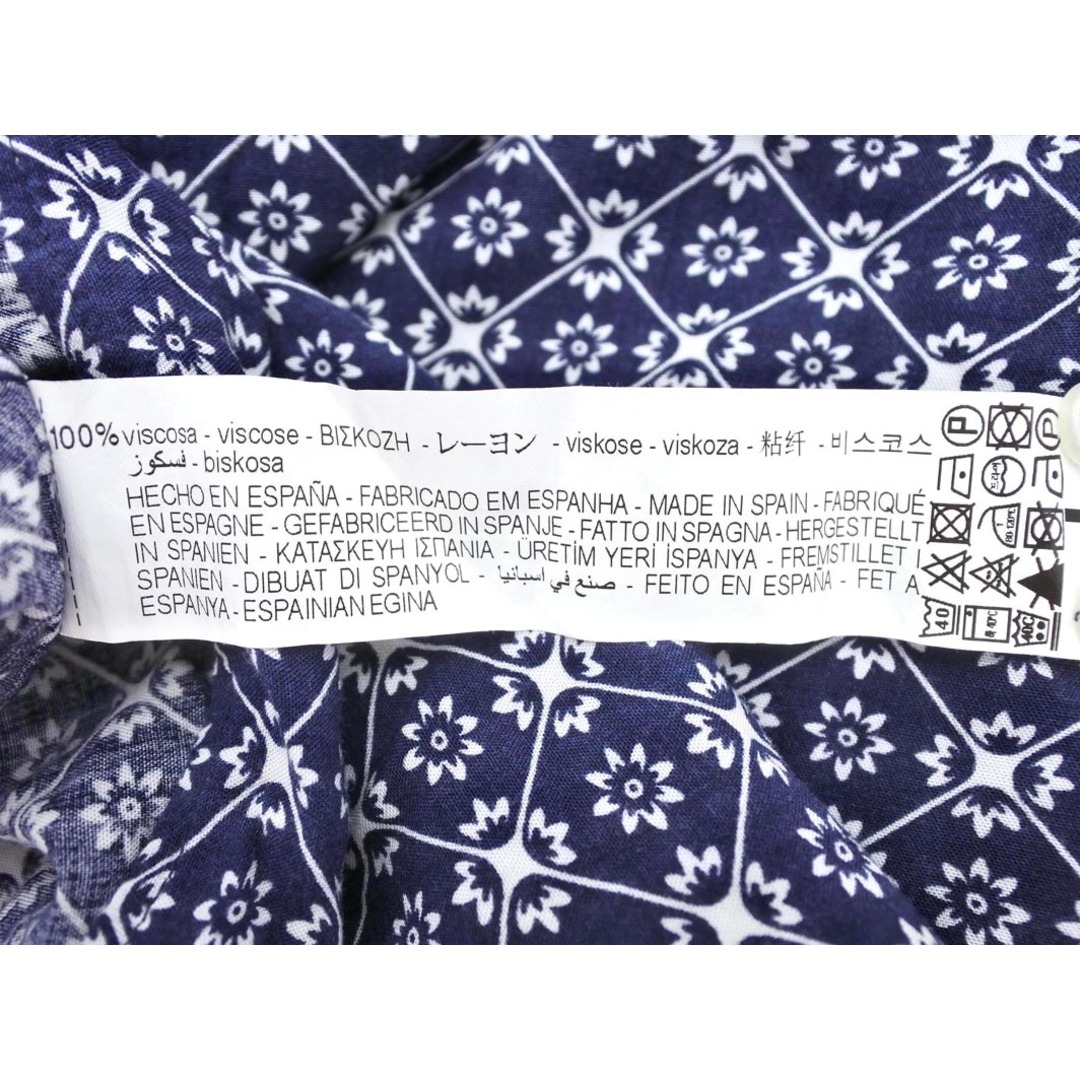 100% viscosa - viscose - ΒΙΣΚΟΖΗ - レーヨン - viskose - viskoza - 粘纤 - 비스코스
فسكوز - biskosa
HECHO EN ESPAÑA - FABRICADO EM ESPANHA - MADE IN SPAIN - FABRIQUÉ
EN ESPAGNE - GEFABRICEERD IN SPANJE - FATTO IN SPAGNA - HERGESTELLT
IN SPANIEN - ΚΑΤΑΣΚΕΥΗ ΙΣΠΑΝΙΑ - ÜRETİM YERİ İSPANYA - FREMSTILLET I
SPANIEN - DIBUAT DI SPANYOL - صنع في اسبانيا - FEITO EN ESPAÑA - FET A
ESPANYA - ESPAINIAN EGINA
P P
40 40C